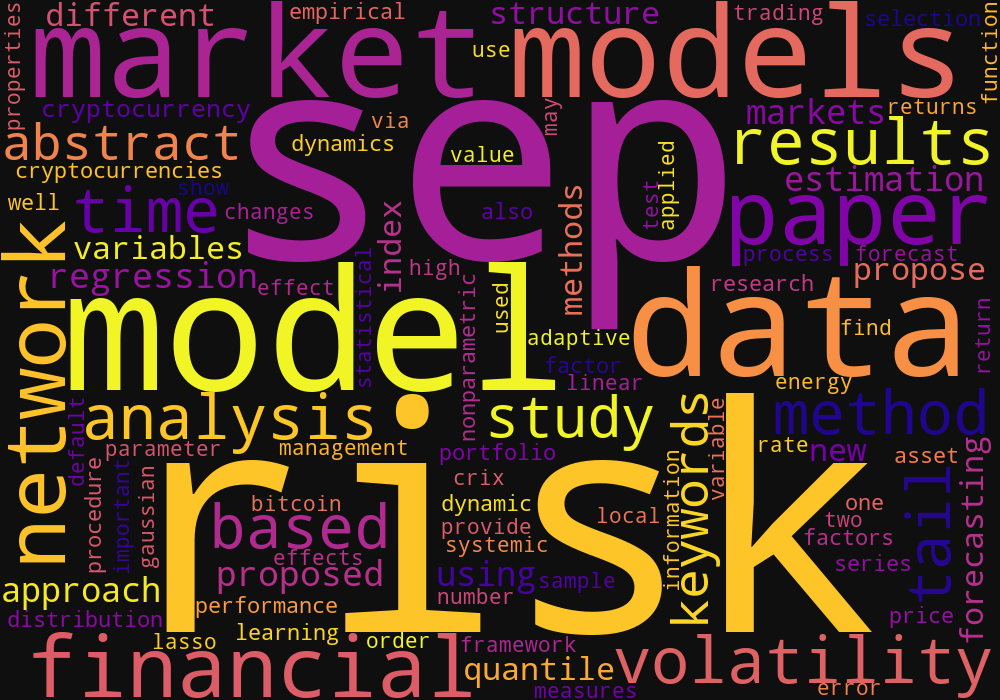 properties
different
empirical
structure
trading
selection
function
market
use
models
cryptocurrency
via
may
markets
returns
abstract
dynamics
sep
value
applied
results
cryptocurrencies
show
estimation
well
time
changes
also
test
paper
index
methods
variables
process
forecast
network
regression
effect
statistical
high
research
propose
model
nonparametric
used
adaptive
data
find
return
factor
linear
energy
analysis
study
method
default
parameter
management
portfolio
keywords
variable
rate
new
asset
forecasting
procedure
important
gaussian
risk
crix
bitcoin
dynamic
local
information
one
two
tail
based
provide
factors
effects
systemic
series
approach
proposed
using
sample
number
distribution
performance
price
learning
lasso
order
framework
financial
quantile
volatility
measures
error